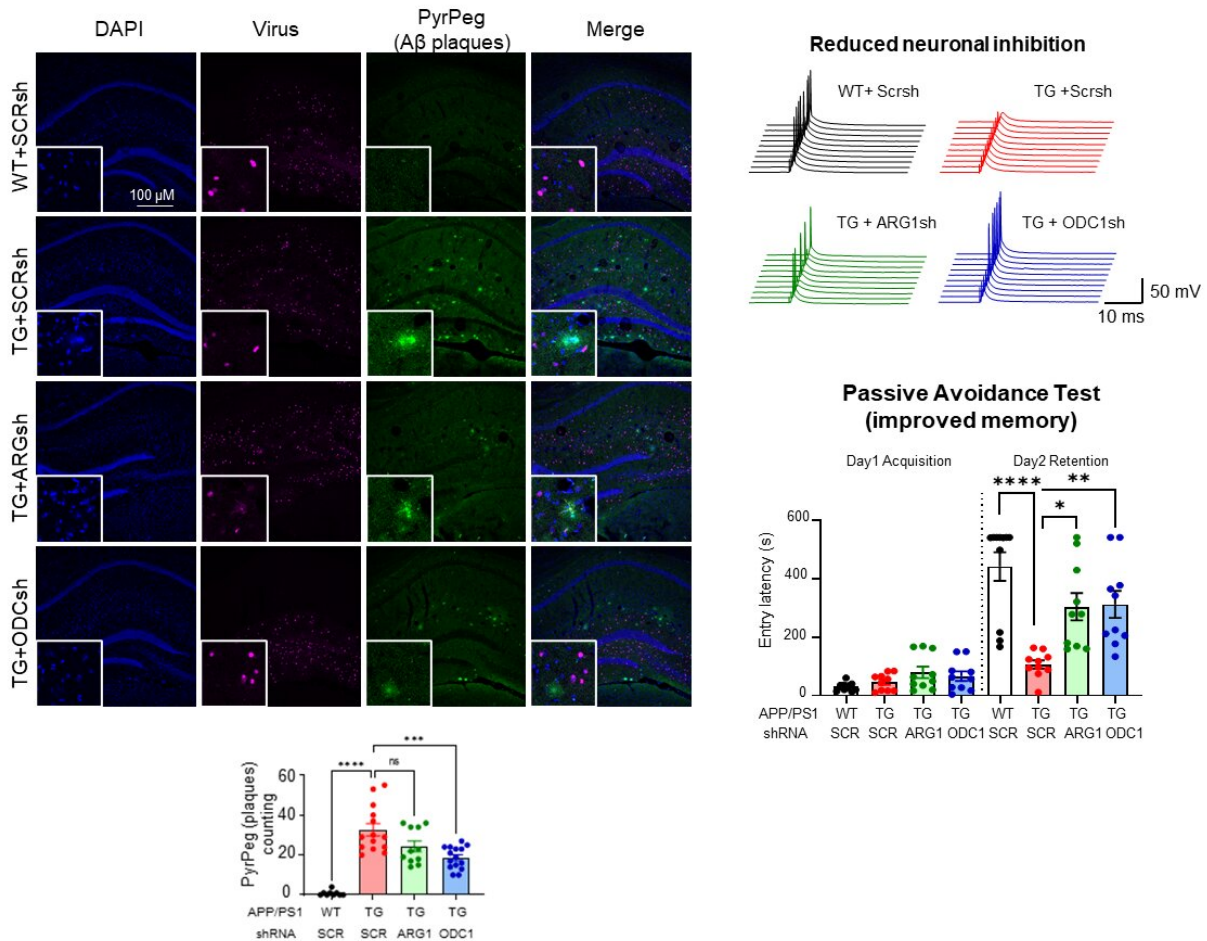 DAPI
Virus
PyrPeg
(Aβ plaques)
Merge
WT+SCRsh
100 µM
TG+SCRsh
TG+ARGsh
TG+ODCsh
PyrPeg (plaques)
counting
60
40
20
0
****
ns
***
APP/PS1 WT TG TG TG
shRNA SCR SCR ARG1 ODC1
Reduced neuronal inhibition
WT+ Scrsh
TG +Scrsh
TG + ARG1sh
TG + ODC1sh
50 mV
10 ms
Passive Avoidance Test
(improved memory)
Day1 Acquisition
Day2 Retention
****
**
*
Entry latency (s)
600
400
200
0
APP/PS1 WT TG TG TG WT TG TG TG
shRNA SCR SCR ARG1 ODC1 SCR SCR ARG1 ODC1